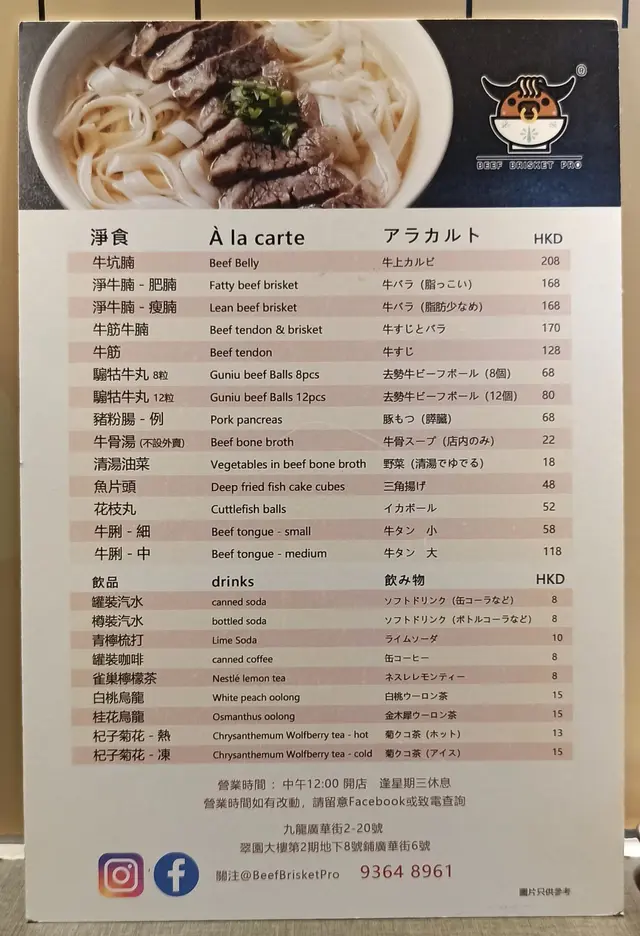 ®
BEEF BRISKET PRO
淨食 À la carte アラカルト HKD
牛坑腩 Beef Belly 牛上カルビ 208
淨牛腩 - 肥腩 Fatty beef brisket 牛バラ（脂っこい） 168
淨牛腩 - 瘦腩 Lean beef brisket 牛バラ（脂肪少なめ） 168
牛筋牛腩 Beef tendon & brisket 牛すじとバラ 170
牛筋 Beef tendon 牛すじ 128
騸牯牛丸 8粒 Guniu beef Balls 8pcs 去勢牛ビーフボール（8個） 68
騸牯牛丸 12粒 Guniu beef Balls 12pcs 去勢牛ビーフボール（12個） 80
豬粉腸 - 例 Pork pancreas 豚もつ（膵臓） 68
牛骨湯 (不設外賣) Beef bone broth 牛骨スープ（店内のみ） 22
清湯油菜 Vegetables in beef bone broth 野菜（清湯でゆでる） 18
魚片頭 Deep fried fish cake cubes 三角揚げ 48
花枝丸 Cuttlefish balls イカボール 52
牛脷 - 細 Beef tongue - small 牛タン 小 58
牛脷 - 中 Beef tongue - medium 牛タン 大 118
飲品 drinks 飲み物 HKD
罐裝汽水 canned soda ソフトドリンク（缶コーラなど） 8
樽裝汽水 bottled soda ソフトドリンク（ボトルコーラなど） 8
青檸梳打 Lime Soda ライムソーダ 10
罐裝咖啡 canned coffee 缶コーヒー 8
雀巢檸檬茶 Nestlé lemon tea ネスレレモンティー 8
白桃烏龍 White peach oolong 白桃ウーロン茶 15
桂花烏龍 Osmanthus oolong 金木犀ウーロン茶 15
杞子菊花 - 熱 Chrysanthemum Wolfberry tea - hot 菊クコ茶（ホット） 13
杞子菊花 - 凍 Chrysanthemum Wolfberry tea - cold 菊クコ茶（アイス） 15
營業時間： 中午12:00 開店 逢星期三休息
營業時間如有改動，請留意Facebook或致電查詢
九龍廣華街2-20號
翠園大樓第2期地下8號鋪廣華街6號
關注@BeefBrisketPro 9364 8961
圖片只供參考